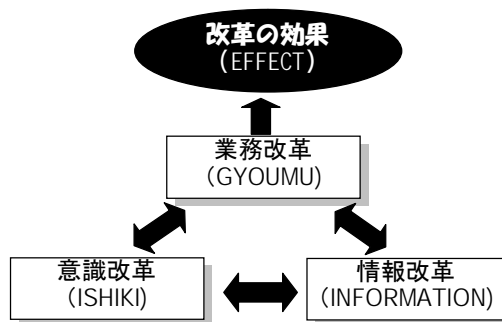 改革の効果
(EFFECT)
業務改革
(GYOUMU)
意識改革
(ISHIKI)
情報改革
(INFORMATION)